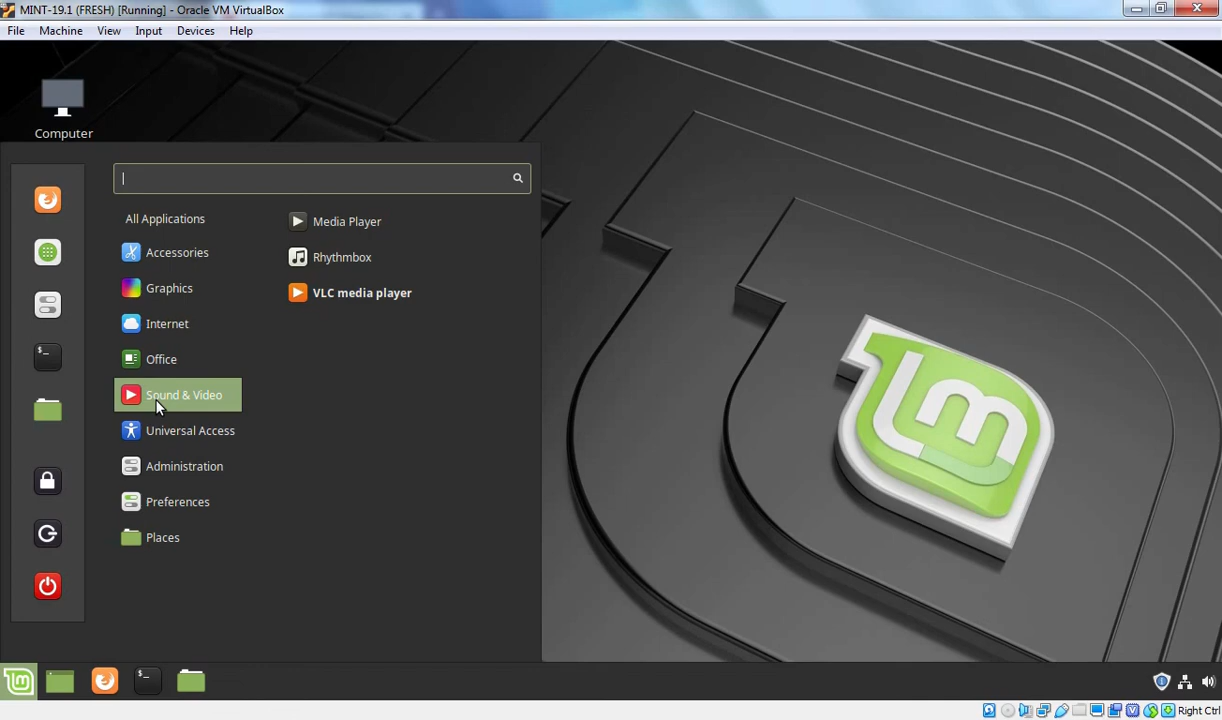 MINT-19.1 (FRESH) [Running] - Oracle VM VirtualBox
File Machine View Input Devices Help
Computer
All Applications
Accessories
Graphics
Internet
Office
Sound & Video
Universal Access
Administration
Preferences
Places
Media Player
Rhythmbox
VLC media player
Right Ctrl